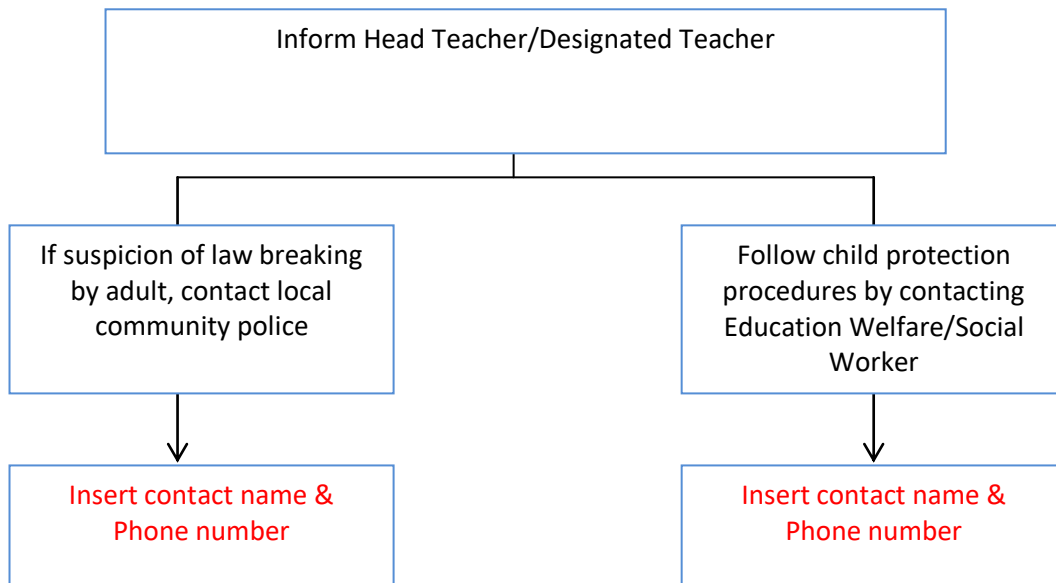 Inform Head Teacher/Designated Teacher
If suspicion of law breaking
by adult, contact local
community police
Follow child protection
procedures by contacting
Education Welfare/Social
Worker
Insert contact name &
Phone number
Insert contact name &
Phone number